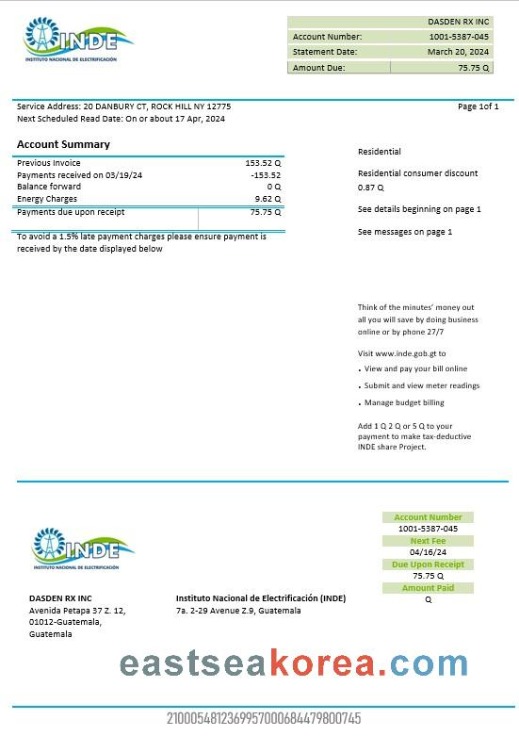 INDE
INSTITUTO NACIONAL DE ELECTRIFICACIÓN
DASDEN RX INC
Account Number: 1001-5387-045
Statement Date: March 20, 2024
Amount Due: 75.75 Q
Service Address: 20 DANBURY CT, ROCK HILL NY 12775
Page 1of 1
Next Scheduled Read Date: On or about 17 Apr, 2024
Account Summary
Previous Invoice 153.52 Q
Payments received on 03/19/24 -153.52
Balance forward 0 Q
Energy Charges 9.62 Q
Payments due upon receipt 75.75 Q
To avoid a 1.5% late payment charges please ensure payment is
received by the date displayed below
Residential
Residential consumer discount
0.87 Q
See details beginning on page 1
See messages on page 1
Think of the minutes' money out
all you will save by doing business
online or by phone 27/7
Visit www.inde.gob.gt to
• View and pay your bill online
• Submit and view meter readings
• Manage budget billing
Add 1 Q 2 Q or 5 Q to your
payment to make tax-deductive
INDE share Project.
INDE
INSTITUTO NACIONAL DE ELECTRIFICACIÓN
Account Number
1001-5387-045
Next Fee
04/16/24
Due Upon Receipt
75.75 Q
Amount Paid
Q
DASDEN RX INC
Avenida Petapa 37 Z. 12,
01012-Guatemala,
Guatemala
Instituto Nacional de Electrificación (INDE)
7a. 2-29 Avenue Z.9, Guatemala
eastseakorea.com
2100054812369957000684479800745